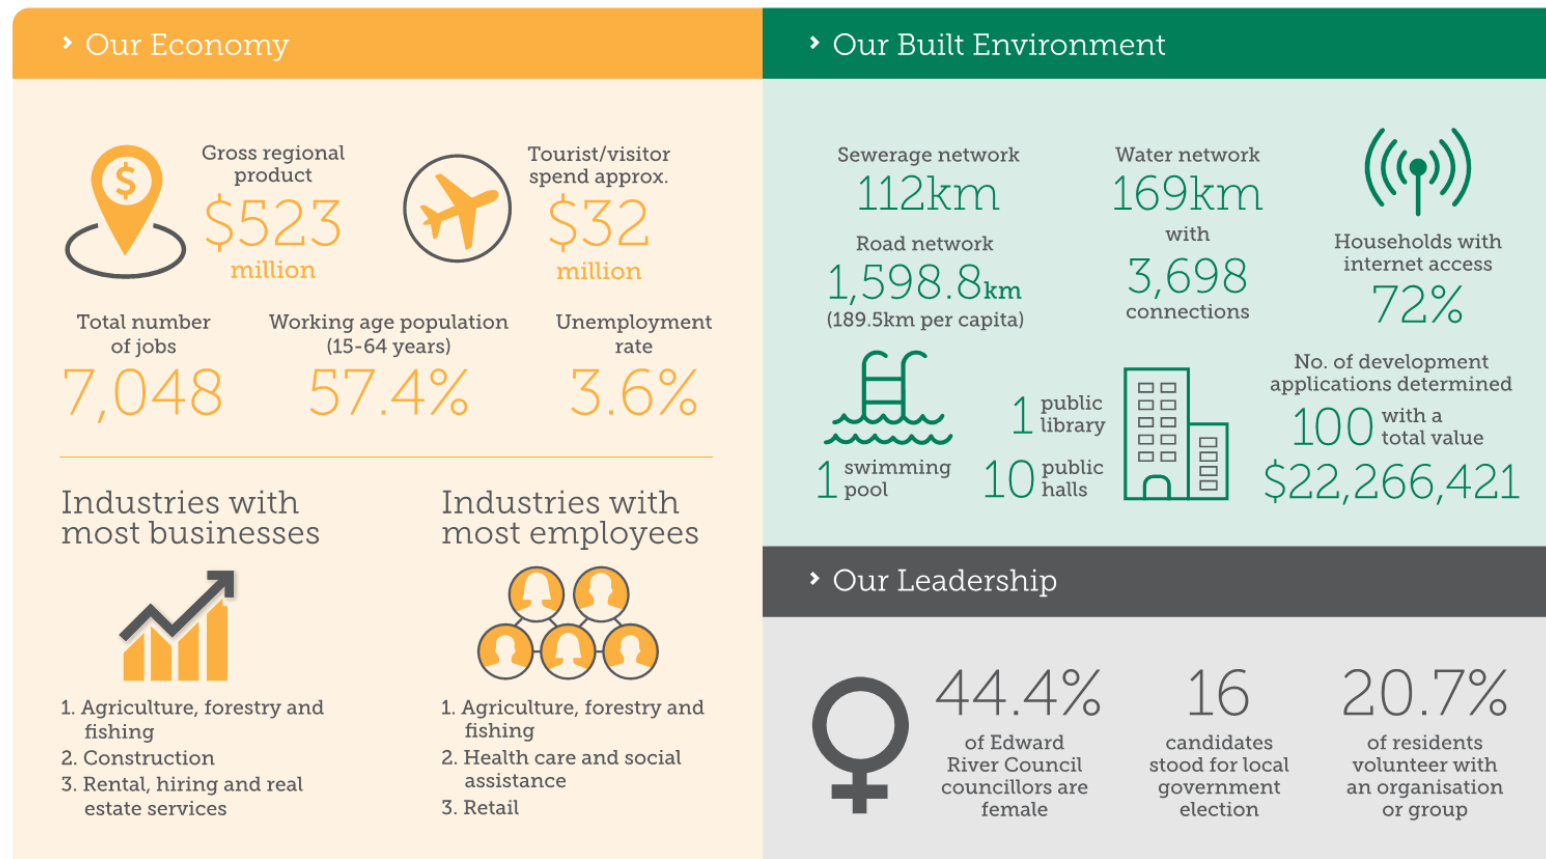 › Our Economy
Gross regional
product
$523
million
Tourist/visitor
spend approx.
$32
million
Total number
of jobs
7,048
Working age population
(15-64 years)
57.4%
Unemployment
rate
3.6%
Industries with
most businesses
1. Agriculture, forestry and
fishing
2. Construction
3. Rental, hiring and real
estate services
Industries with
most employees
1. Agriculture, forestry and
fishing
2. Health care and social
assistance
3. Retail
› Our Built Environment
Sewerage network
112km
Road network
1,598.8km
(189.5km per capita)
Water network
169km
with
3,698
connections
Households with
internet access
72%
1 swimming
pool
1 public
library
10 public
halls
No. of development
applications determined
100 with a
total value
$22,266,421
› Our Leadership
44.4%
of Edward
River Council
councillors are
female
16
candidates
stood for local
government
election
20.7%
of residents
volunteer with
an organisation
or group